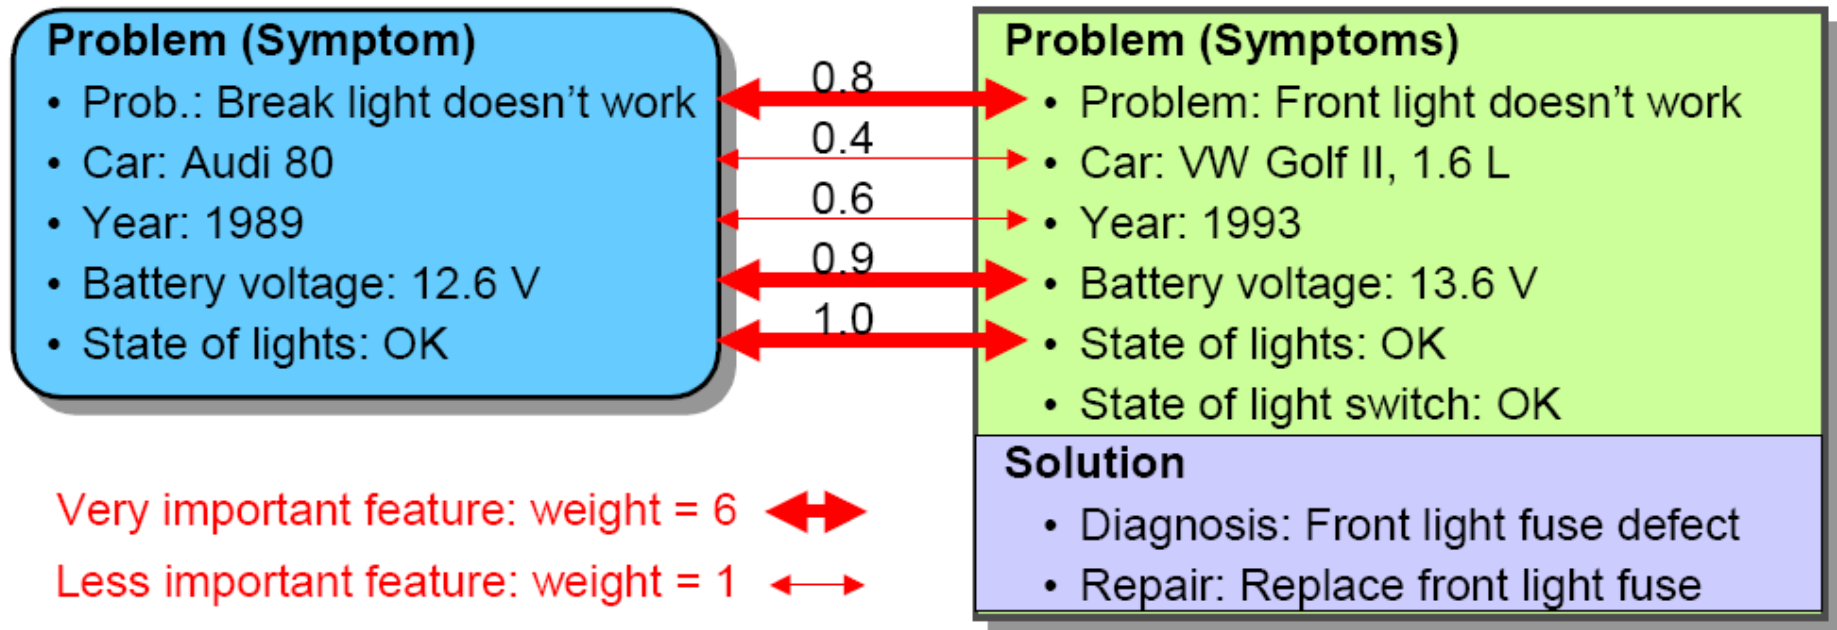 Problem (Symptom)
• Prob.: Break light doesn't work
• Car: Audi 80
• Year: 1989
• Battery voltage: 12.6 V
• State of lights: OK
0.8
0.4
0.6
0.9
1.0
Problem (Symptoms)
• Problem: Front light doesn't work
• Car: VW Golf II, 1.6 L
• Year: 1993
• Battery voltage: 13.6 V
• State of lights: OK
• State of light switch: OK
Solution
• Diagnosis: Front light fuse defect
• Repair: Replace front light fuse
Very important feature: weight = 6
Less important feature: weight = 1